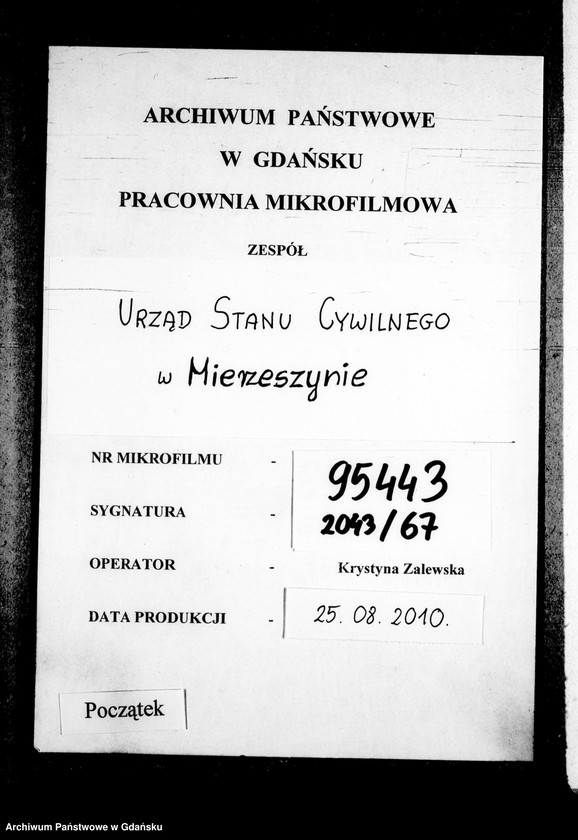 ARCHIWUM PAŃSTWOWE
W GDAŃSKU
PRACOWNIA MIKROFILMOWA
ZESPÓŁ
URZĄD STANU CYWILNEGO
w Mierzeszynie
NR MIKROFILMU - 95443
SYGNATURA - 2043/67
OPERATOR - Krystyna Zalewska
DATA PRODUKCJI - 25.08.2010.
Początek
Archiwum Państwowe w Gdańsku